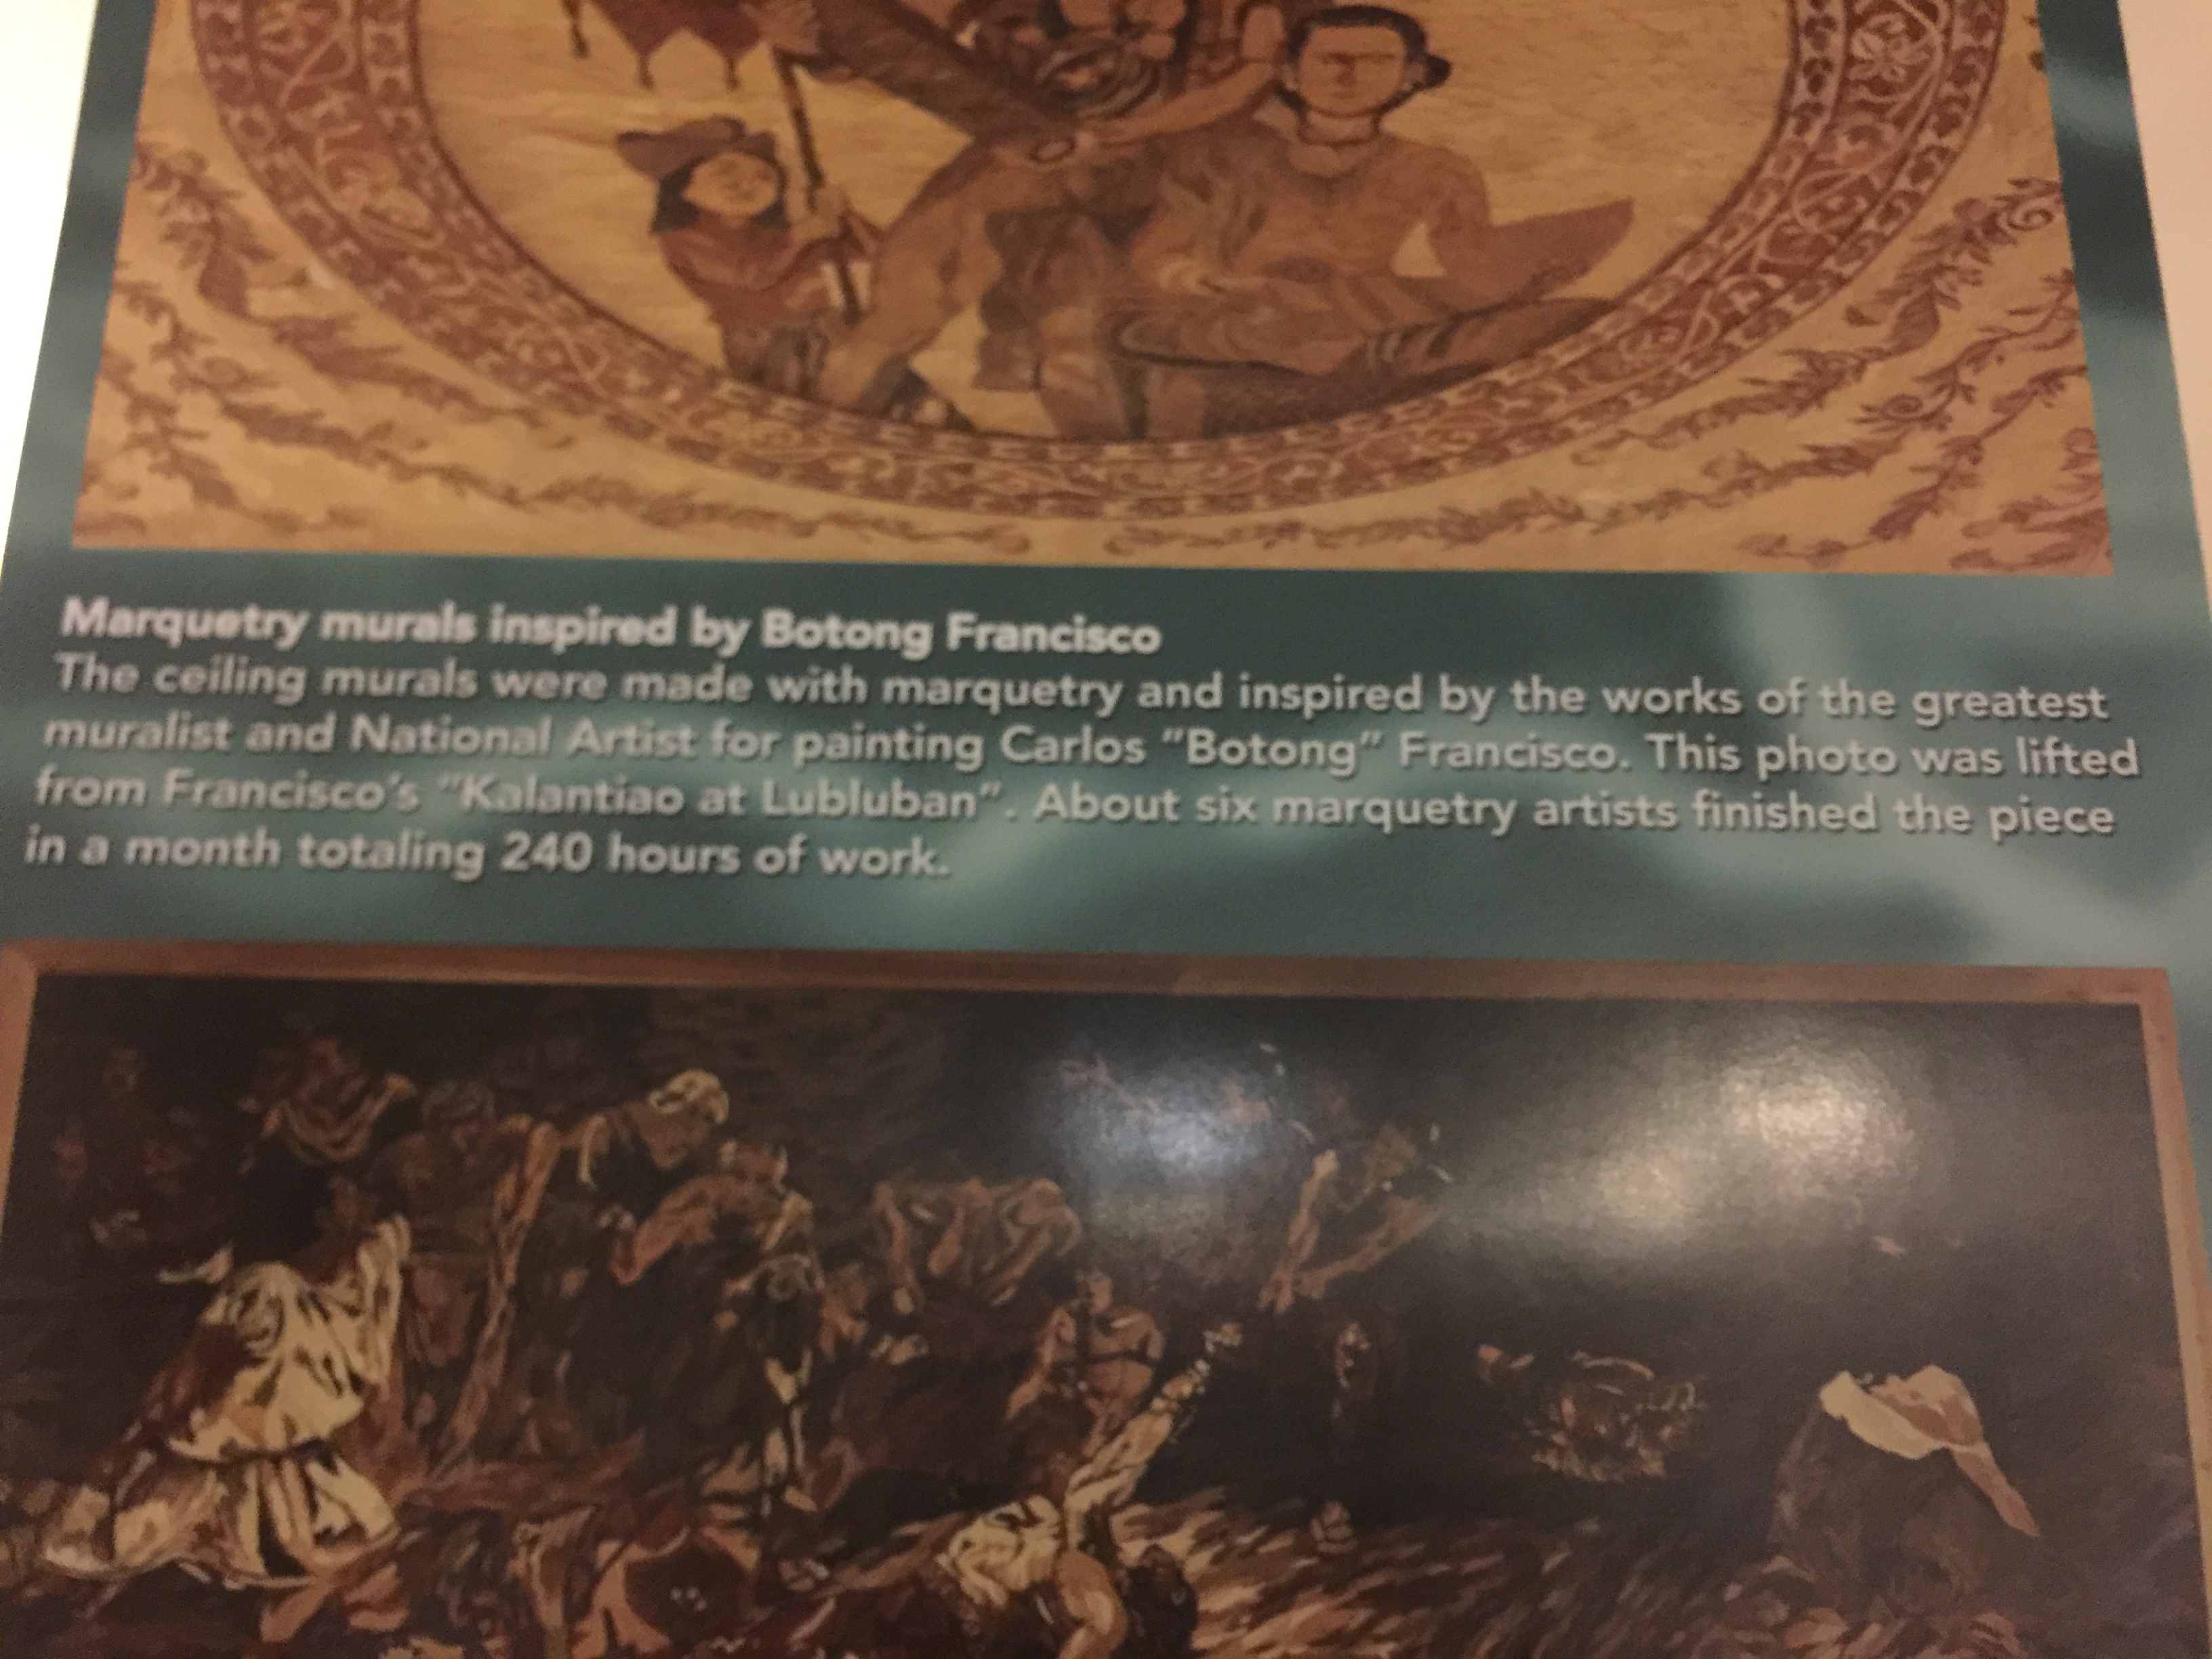 Marquetry murals inspired by Botong Francisco
The ceiling murals were made with marquetry and inspired by the works of the greatest
muralist and National Artist for painting Carlos "Botong" Francisco. This photo was lifted
from Francisco's "Kalantiao at Lubluban". About six marquetry artists finished the piece
in a month totaling 240 hours of work.